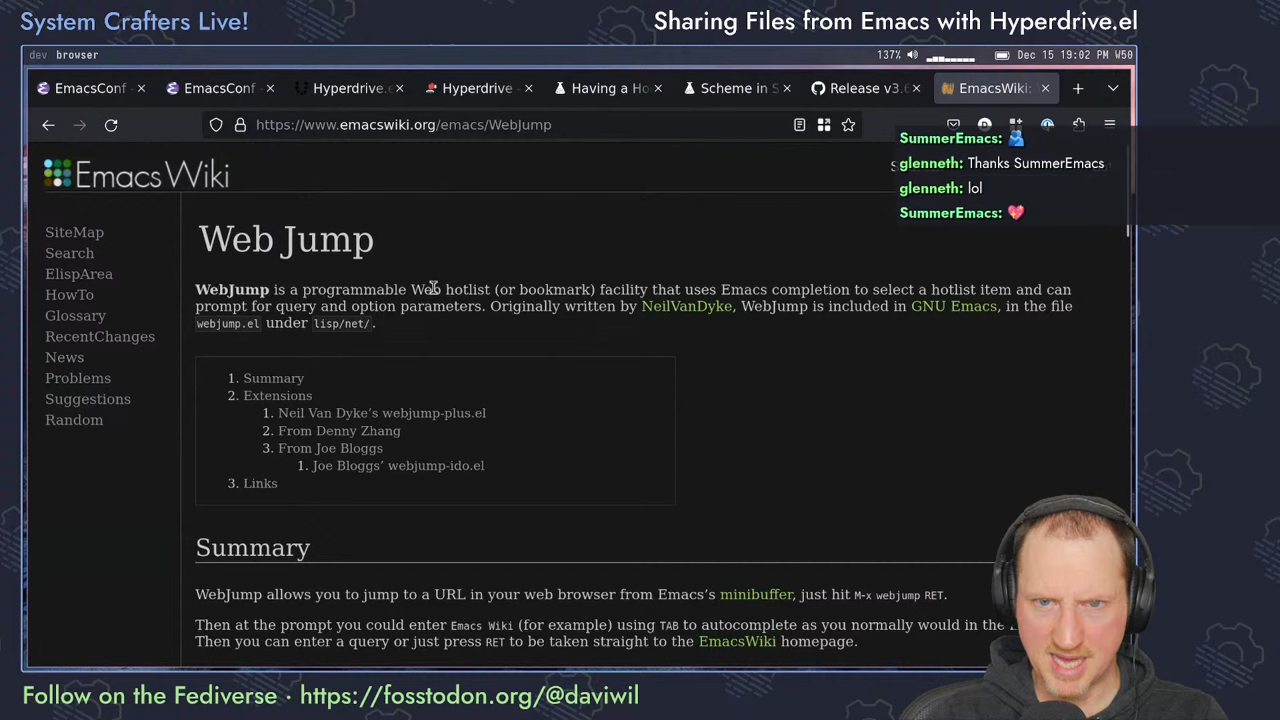 System Crafters Live!
Sharing Files from Emacs with Hyperdrive.el
dev browser
137% Dec 15 19:02 W50
EmacsConf -
EmacsConf -
Hyperdrive.e
Hyperdrive -
Having a Ho
Scheme in S
Release v3.6
EmacsWiki:
https://www.emacswiki.org/emacs/WebJump
SummerEmacs: 🫂
glenneth: Thanks SummerEmacs
glenneth: lol
SummerEmacs: 💖
EmacsWiki
SiteMap
Search
ElispArea
HowTo
Glossary
RecentChanges
News
Problems
Suggestions
Random
Web Jump
WebJump is a programmable Web hotlist (or bookmark) facility that uses Emacs completion to select a hotlist item and can
prompt for query and option parameters. Originally written by NeilVanDyke, WebJump is included in GNU Emacs, in the file
webjump.el under lisp/net/.
1. Summary
2. Extensions
1. Neil Van Dyke's webjump-plus.el
2. From Denny Zhang
3. From Joe Bloggs
1. Joe Bloggs' webjump-ido.el
3. Links
Summary
WebJump allows you to jump to a URL in your web browser from Emacs's minibuffer, just hit M-x webjump RET.
Then at the prompt you could enter Emacs Wiki (for example) using TAB to autocomplete as you normally would in the
Then you can enter a query or just press RET to be taken straight to the EmacsWiki homepage.
Follow on the Fediverse · https://fosstodon.org/@daviwil